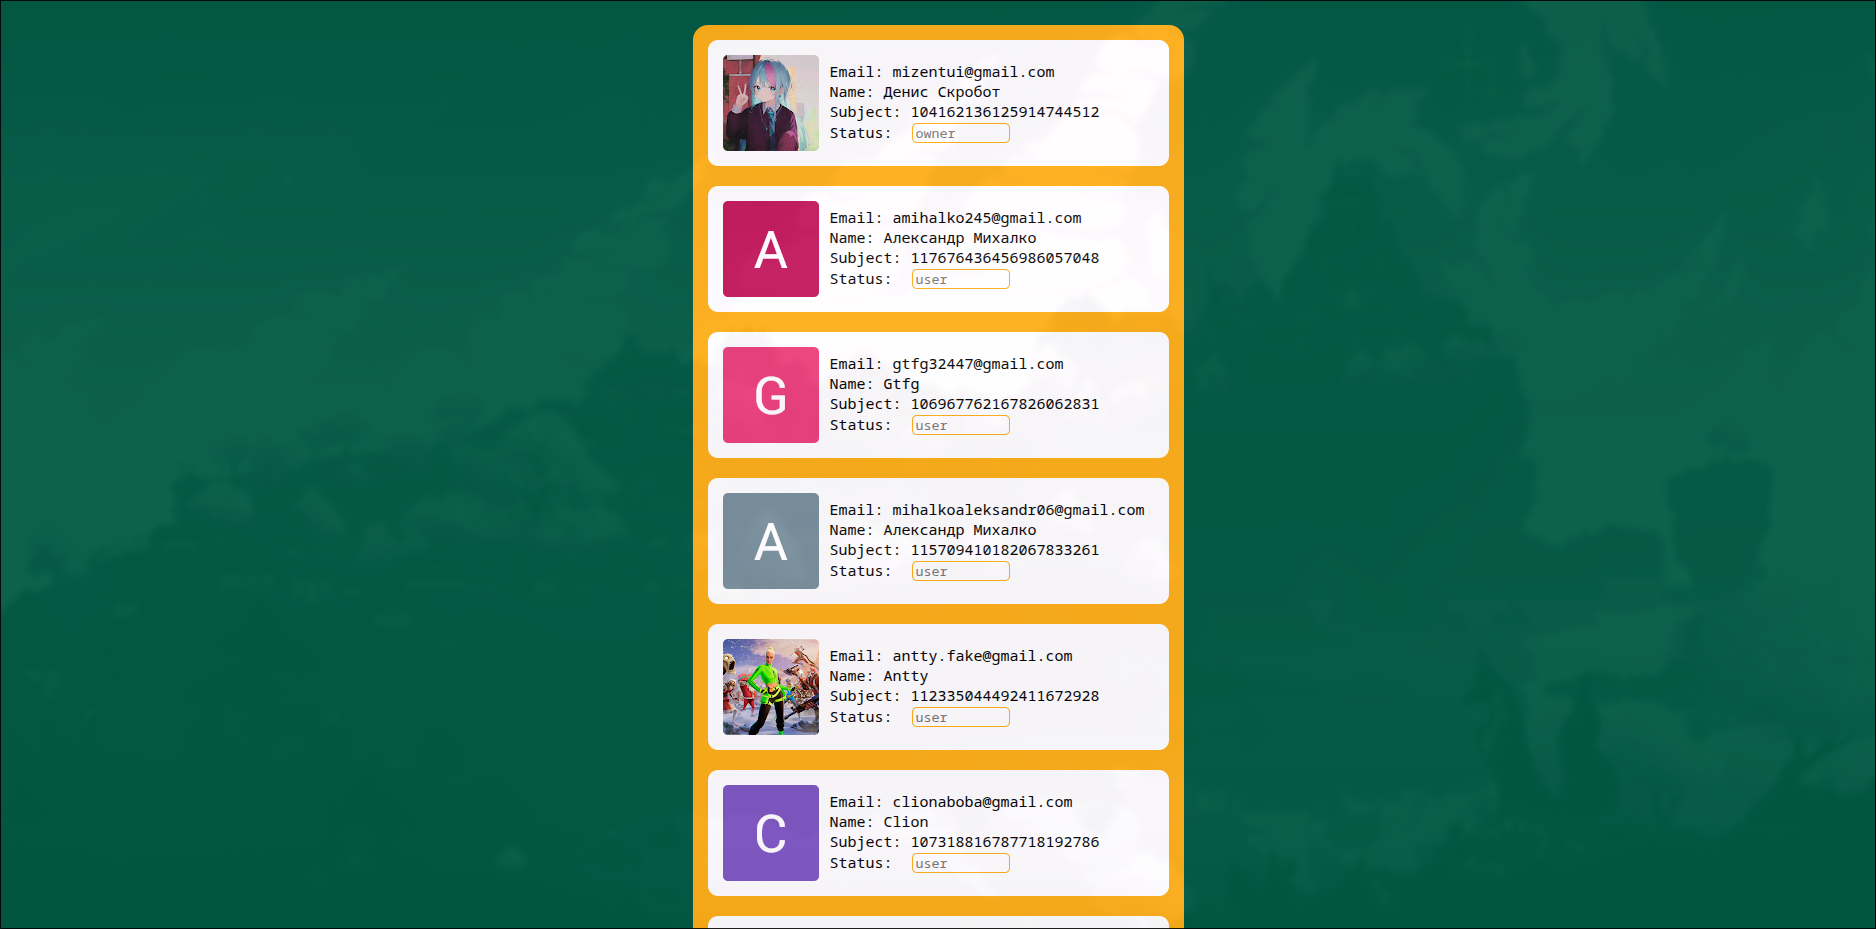 Email: mizentui@gmail.com
Name: Денис Скробот
Subject: 104162136125914744512
Status: owner
A
Email: amihalko245@gmail.com
Name: Александр Михалко
Subject: 117676436456986057048
Status: user
G
Email: gtfg32447@gmail.com
Name: Gtfg
Subject: 106967762167826062831
Status: user
A
Email: mihalkoaleksandr06@gmail.com
Name: Александр Михалко
Subject: 115709410182067833261
Status: user
Email: antty.fake@gmail.com
Name: Antty
Subject: 112335044492411672928
Status: user
C
Email: clionaboba@gmail.com
Name: Clion
Subject: 107318816787718192786
Status: user